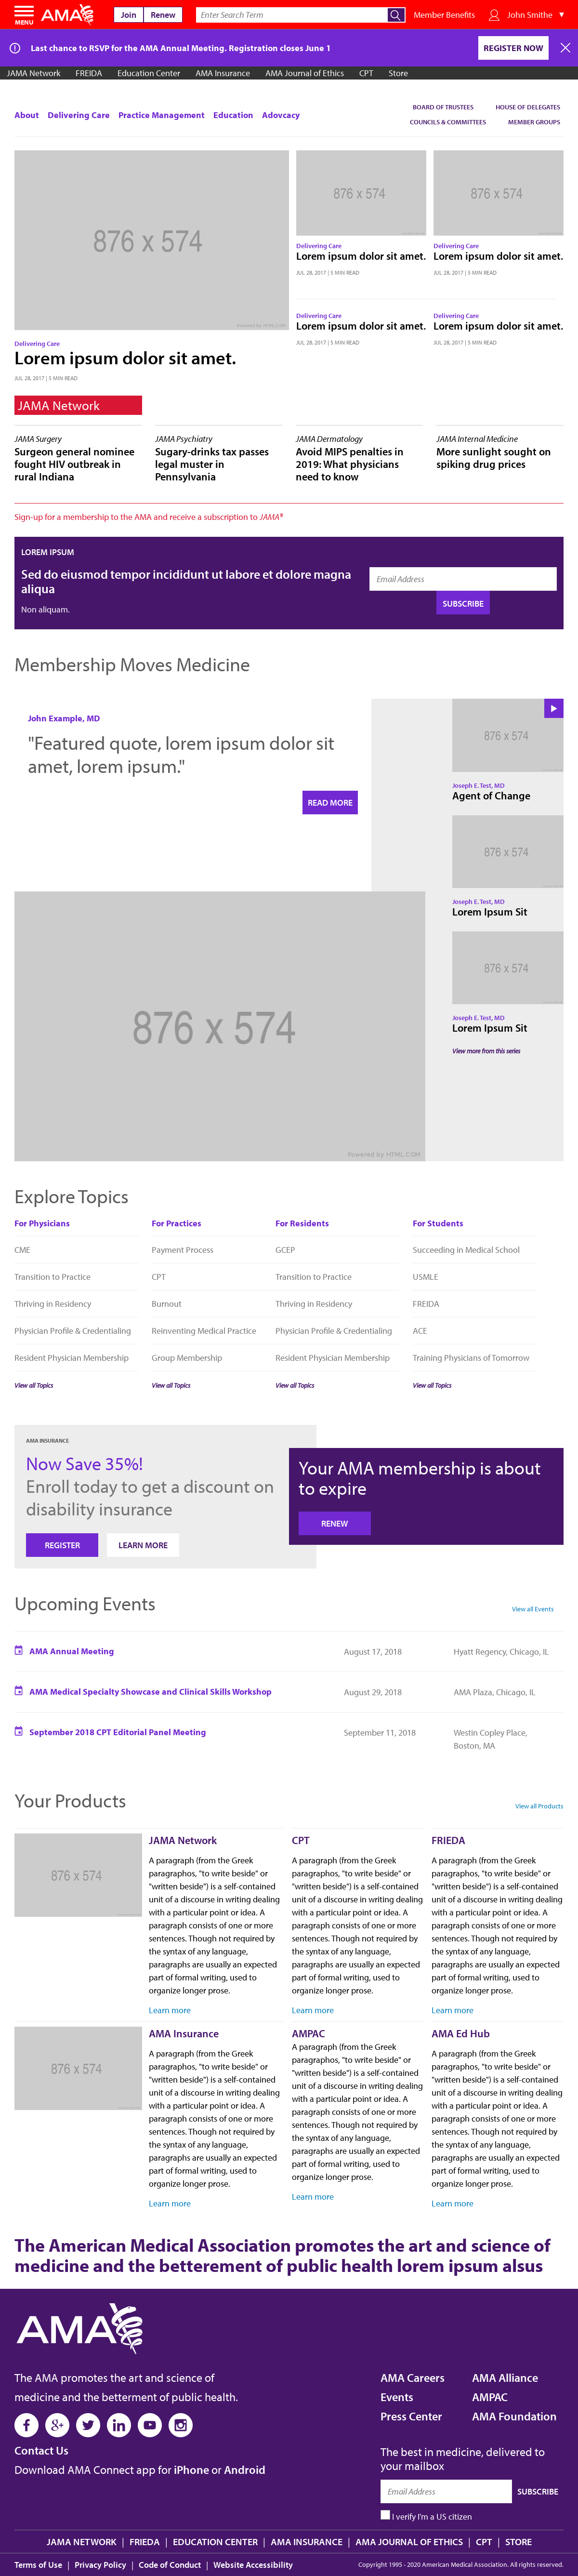 MENU
AMA
Join
Renew
Enter Search Term
Member Benefits
John Smithe
Last chance to RSVP for the AMA Annual Meeting. Registration closes June 1
REGISTER NOW
JAMA Network FREIDA Education Center AMA Insurance AMA Journal of Ethics CPT Store
About Delivering Care Practice Management Education Adovcacy
BOARD OF TRUSTEES HOUSE OF DELEGATES
COUNCILS & COMMITTEES MEMBER GROUPS
876 x 574
Powered by HTML.COM
Delivering Care
Lorem ipsum dolor sit amet.
JUL 28, 2017 | 5 MIN READ
876 x 574
Delivering Care
Lorem ipsum dolor sit amet.
JUL 28, 2017 | 5 MIN READ
876 x 574
Delivering Care
Lorem ipsum dolor sit amet.
JUL 28, 2017 | 5 MIN READ
Delivering Care
Lorem ipsum dolor sit amet.
JUL 28, 2017 | 5 MIN READ
Delivering Care
Lorem ipsum dolor sit amet.
JUL 28, 2017 | 5 MIN READ
JAMA Network
JAMA Surgery
Surgeon general nominee
fought HIV outbreak in
rural Indiana
JAMA Psychiatry
Sugary-drinks tax passes
legal muster in
Pennsylvania
JAMA Dermatology
Avoid MIPS penalties in
2019: What physicians
need to know
JAMA Internal Medicine
More sunlight sought on
spiking drug prices
Sign-up for a membership to the AMA and receive a subscription to JAMA®
LOREM IPSUM
Sed do eiusmod tempor incididunt ut labore et dolore magna
aliqua
Non aliquam.
Email Address
SUBSCRIBE
Membership Moves Medicine
John Example, MD
"Featured quote, lorem ipsum dolor sit
amet, lorem ipsum."
READ MORE
876 x 574
Powered by HTML.COM
876 x 574
Joseph E. Test, MD
Agent of Change
876 x 574
Joseph E. Test, MD
Lorem Ipsum Sit
876 x 574
Joseph E. Test, MD
Lorem Ipsum Sit
View more from this series
Explore Topics
For Physicians
CME
Transition to Practice
Thriving in Residency
Physician Profile & Credentialing
Resident Physician Membership
View all Topics
For Practices
Payment Process
CPT
Burnout
Reinventing Medical Practice
Group Membership
View all Topics
For Residents
GCEP
Transition to Practice
Thriving in Residency
Physician Profile & Credentialing
Resident Physician Membership
View all Topics
For Students
Succeeding in Medical School
USMLE
FREIDA
ACE
Training Physicians of Tomorrow
View all Topics
AMA INSURANCE
Now Save 35%!
Enroll today to get a discount on
disability insurance
REGISTER
LEARN MORE
Your AMA membership is about
to expire
RENEW
Upcoming Events
View all Events
AMA Annual Meeting August 17, 2018 Hyatt Regency, Chicago, IL
AMA Medical Specialty Showcase and Clinical Skills Workshop August 29, 2018 AMA Plaza, Chicago, IL
September 2018 CPT Editorial Panel Meeting September 11, 2018 Westin Copley Place,
Boston, MA
Your Products
View all Products
876 x 574
JAMA Network
A paragraph (from the Greek
paragraphos, "to write beside" or
"written beside") is a self-contained
unit of a discourse in writing dealing
with a particular point or idea. A
paragraph consists of one or more
sentences. Though not required by
the syntax of any language,
paragraphs are usually an expected
part of formal writing, used to
organize longer prose.
Learn more
CPT
A paragraph (from the Greek
paragraphos, "to write beside" or
"written beside") is a self-contained
unit of a discourse in writing dealing
with a particular point or idea. A
paragraph consists of one or more
sentences. Though not required by
the syntax of any language,
paragraphs are usually an expected
part of formal writing, used to
organize longer prose.
Learn more
FRIEDA
A paragraph (from the Greek
paragraphos, "to write beside" or
"written beside") is a self-contained
unit of a discourse in writing dealing
with a particular point or idea. A
paragraph consists of one or more
sentences. Though not required by
the syntax of any language,
paragraphs are usually an expected
part of formal writing, used to
organize longer prose.
Learn more
876 x 574
AMA Insurance
A paragraph (from the Greek
paragraphos, "to write beside" or
"written beside") is a self-contained
unit of a discourse in writing dealing
with a particular point or idea. A
paragraph consists of one or more
sentences. Though not required by
the syntax of any language,
paragraphs are usually an expected
part of formal writing, used to
organize longer prose.
Learn more
AMPAC
A paragraph (from the Greek
paragraphos, "to write beside" or
"written beside") is a self-contained
unit of a discourse in writing dealing
with a particular point or idea. A
paragraph consists of one or more
sentences. Though not required by
the syntax of any language,
paragraphs are usually an expected
part of formal writing, used to
organize longer prose.
Learn more
AMA Ed Hub
A paragraph (from the Greek
paragraphos, "to write beside" or
"written beside") is a self-contained
unit of a discourse in writing dealing
with a particular point or idea. A
paragraph consists of one or more
sentences. Though not required by
the syntax of any language,
paragraphs are usually an expected
part of formal writing, used to
organize longer prose.
Learn more
The American Medical Association promotes the art and science of
medicine and the betterement of public health lorem ipsum alsus
AMA
The AMA promotes the art and science of
medicine and the betterment of public health.
Contact Us
Download AMA Connect app for iPhone or Android
AMA Careers AMA Alliance
Events AMPAC
Press Center AMA Foundation
The best in medicine, delivered to
your mailbox
Email Address
SUBSCRIBE
I verify I'm a US citizen
JAMA NETWORK | FRIEDA | EDUCATION CENTER | AMA INSURANCE | AMA JOURNAL OF ETHICS | CPT | STORE
Terms of Use | Privacy Policy | Code of Conduct | Website Accessibility
Copyright 1995 - 2020 American Medical Association. All rights reserved.